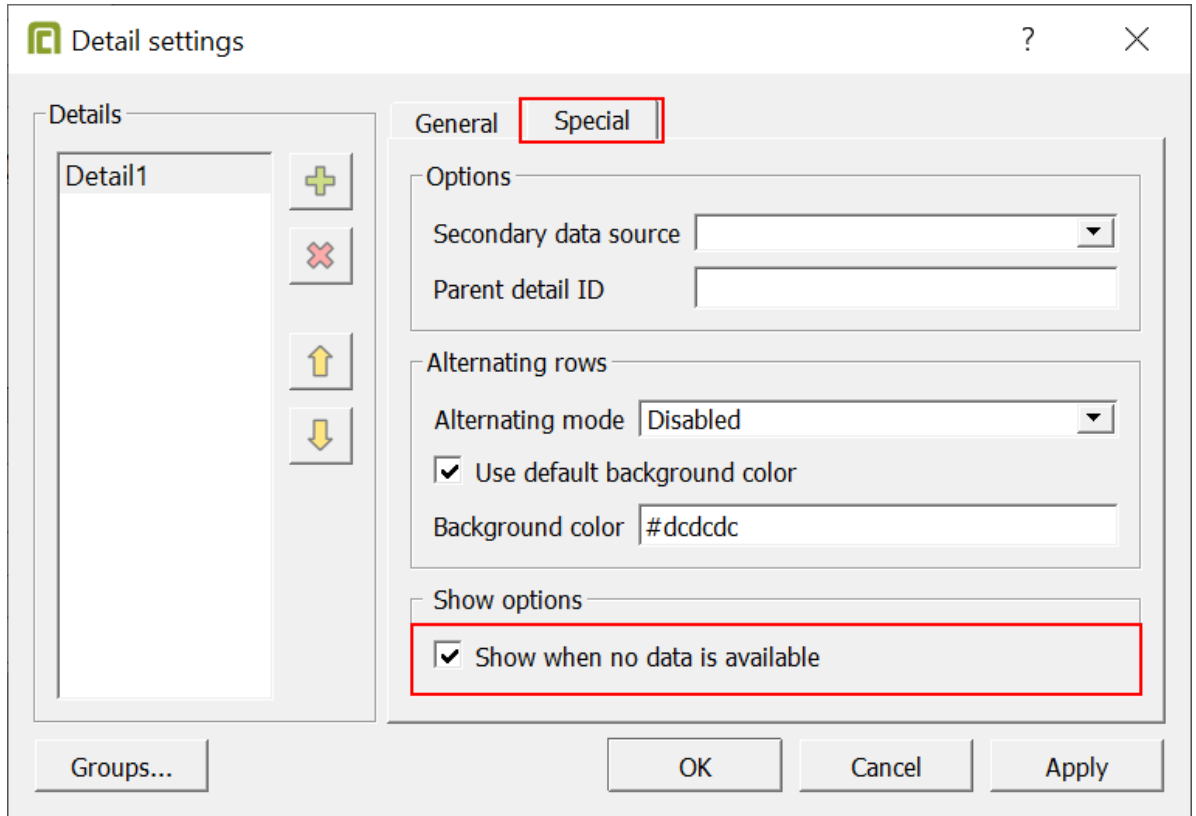 Detail settings
?
Details
Detail1
General
Special
Options
Secondary data source
Parent detail ID
Alternating rows
Alternating mode Disabled
Use default background color
Background color #dcdcdc
Show options
Show when no data is available
Groups...
OK
Cancel
Apply